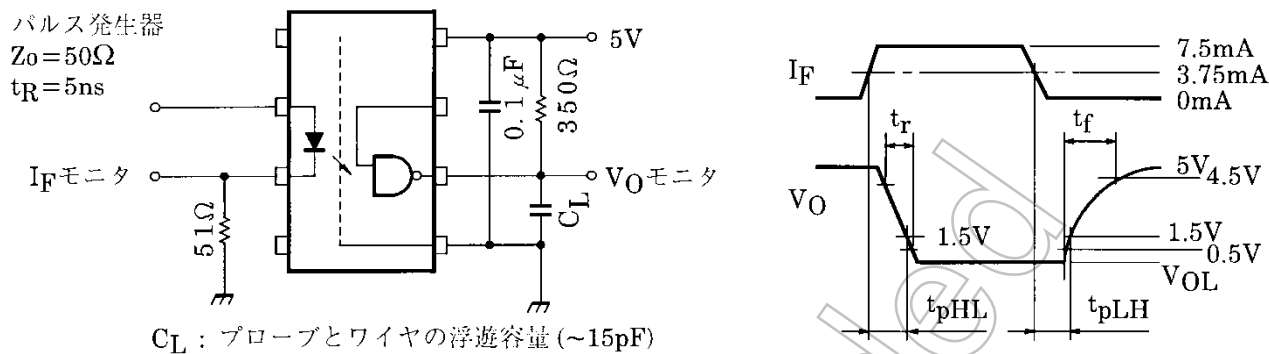 パルス発生器
Zo=50Ω
tR=5ns
IFモニタ
51Ω
0.1μF
350Ω
5V
VOモニタ
CL
CL : プローブとワイヤの浮遊容量 (~15pF)
IF
7.5mA
3.75mA
0mA
tr
tf
VO
5V
4.5V
1.5V
1.5V
0.5V
VOL
tpHL
tpLH